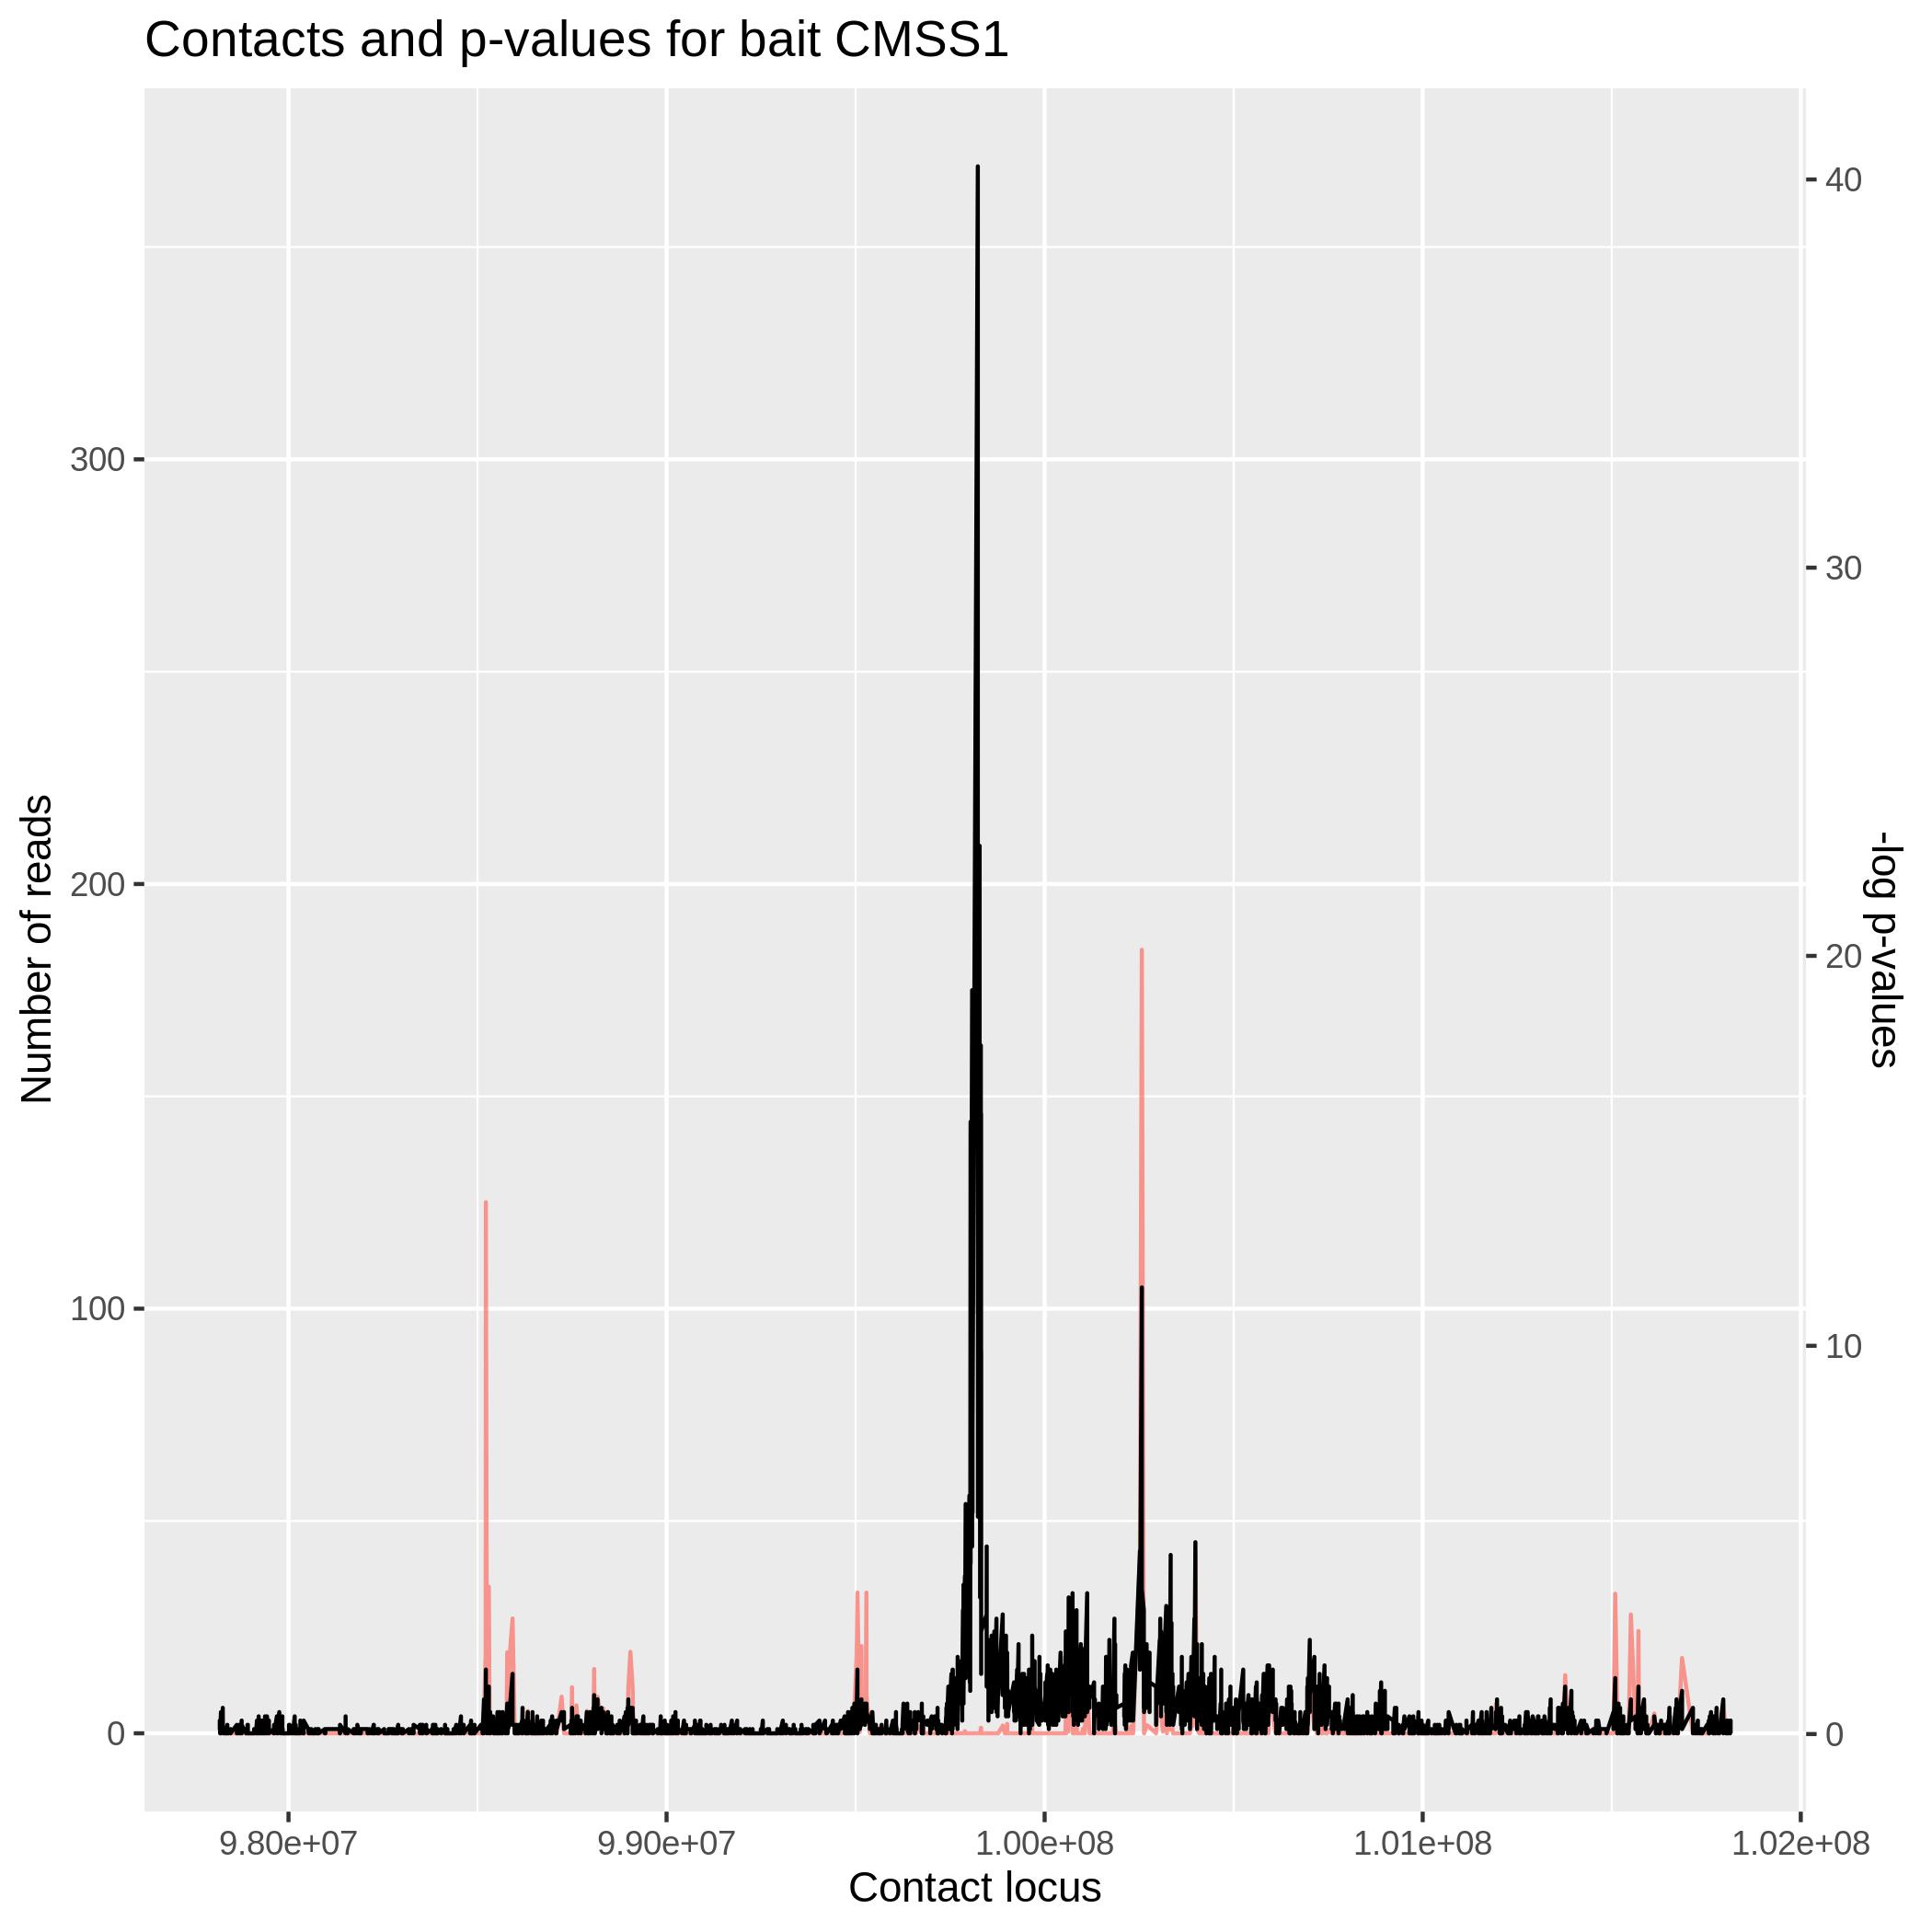 Contacts and p-values for bait CMSS1
Number of reads
300
200
100
0
40
30
20
10
0
-log p-values
9.80e+07
9.90e+07
1.00e+08
1.01e+08
1.02e+08
Contact locus